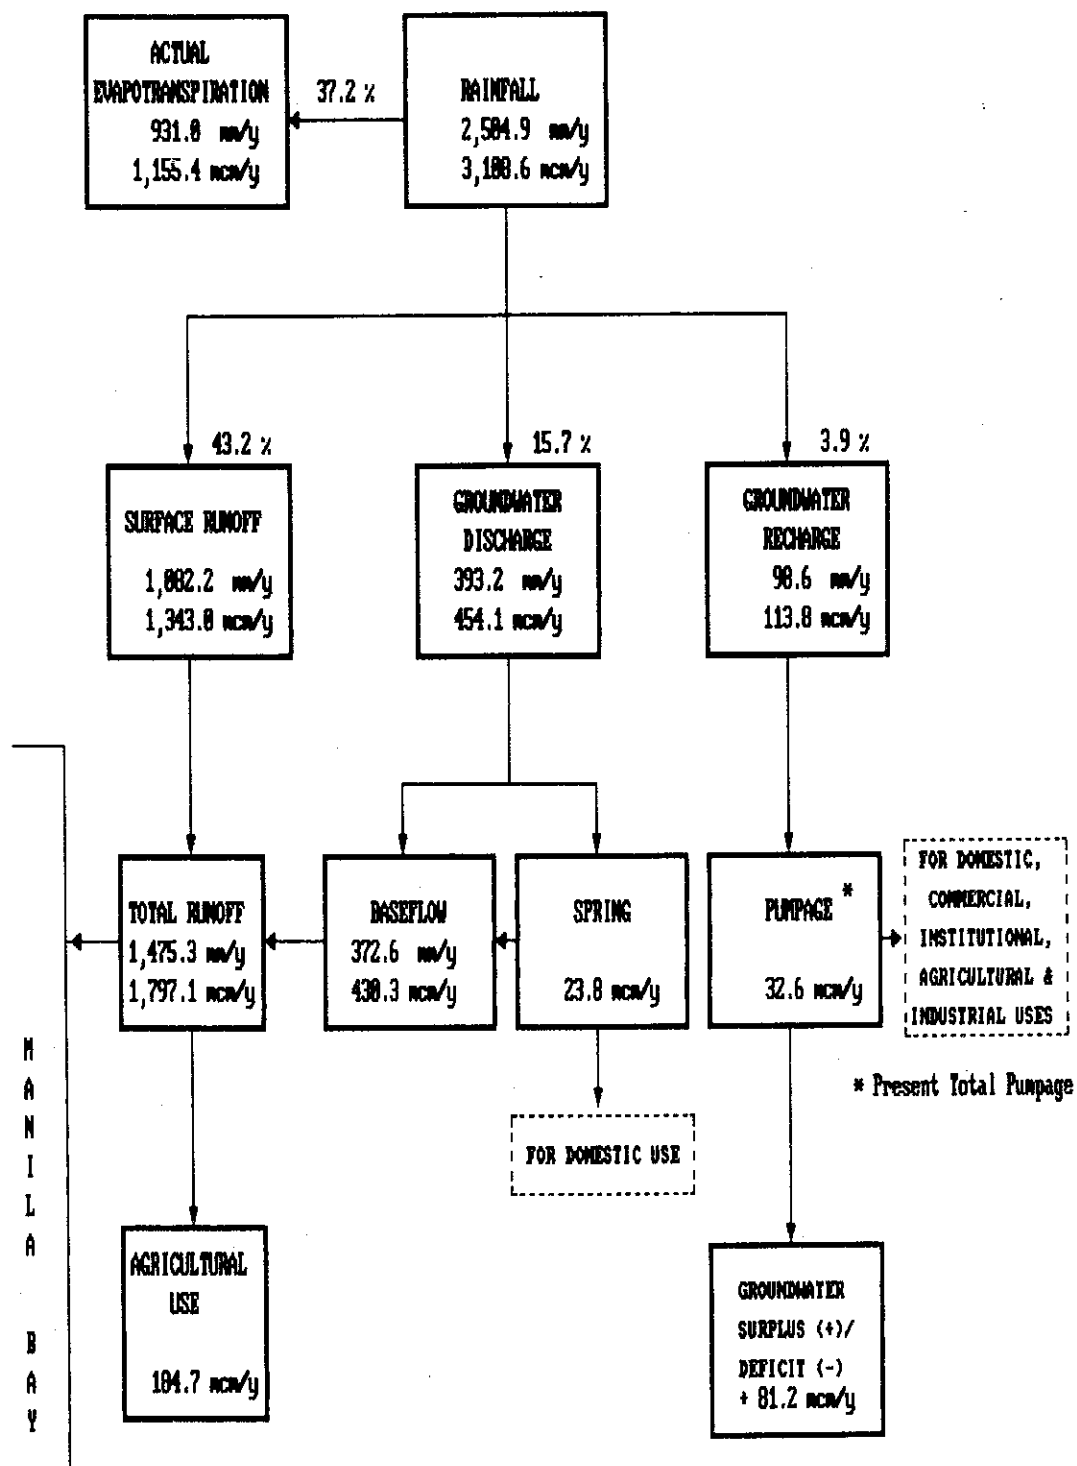 ACTUAL
EVAPOTRANSPIRATION
931.0 mm/y
1,155.4 mcm/y
37.2 %
RAINFALL
2,504.9 mm/y
3,108.6 mcm/y
43.2 %
15.7 %
3.9 %
SURFACE RUNOFF
1,082.2 mm/y
1,343.0 mcm/y
GROUNDWATER
DISCHARGE
393.2 mm/y
454.1 mcm/y
GROUNDWATER
RECHARGE
98.6 mm/y
113.8 mcm/y
TOTAL RUNOFF
1,475.3 mm/y
1,797.1 mcm/y
BASEFLOW
372.6 mm/y
430.3 mcm/y
SPRING
23.8 mcm/y
PUMPAGE *
32.6 mcm/y
FOR DOMESTIC,
COMMERCIAL,
INSTITUTIONAL,
AGRICULTURAL &
INDUSTRIAL USES
* Present Total Pumpage
FOR DOMESTIC USE
MANILA BAY
AGRICULTURAL
USE
184.7 mcm/y
GROUNDWATER
SURPLUS (+)/
DEFICIT (-)
+ 81.2 mcm/y